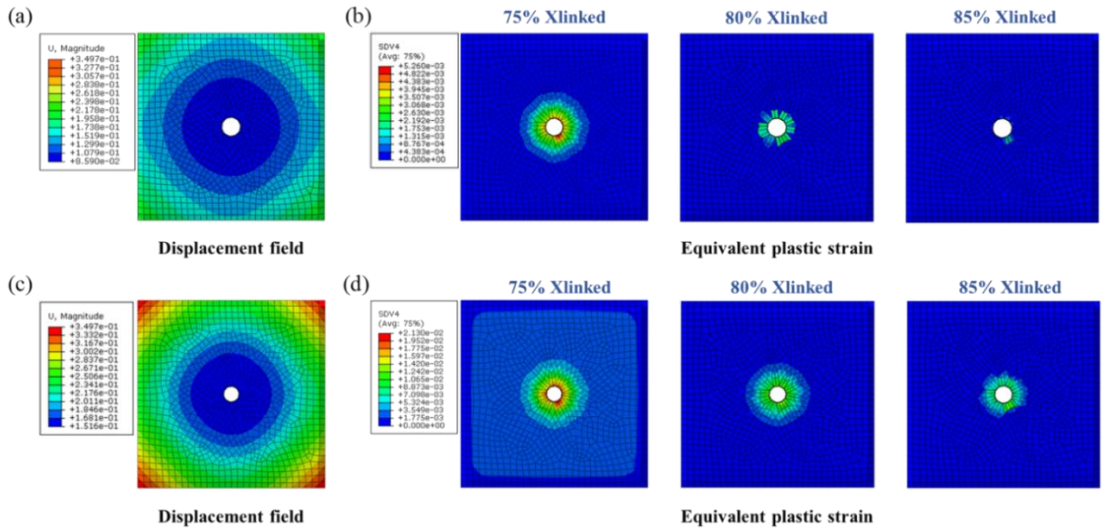 (a)
U, Magnitude
+3.497e-01
+3.277e-01
+3.057e-01
+2.838e-01
+2.618e-01
+2.398e-01
+2.178e-01
+1.958e-01
+1.738e-01
+1.519e-01
+1.299e-01
+1.079e-01
+8.590e-02
Displacement field
(b)
75% Xlinked
80% Xlinked
85% Xlinked
SDV4
(Avg: 75%)
+5.260e-03
+4.822e-03
+4.383e-03
+3.945e-03
+3.507e-03
+3.068e-03
+2.630e-03
+2.192e-03
+1.753e-03
+1.315e-03
+8.767e-04
+4.383e-04
+0.000e+00
Equivalent plastic strain
(c)
U, Magnitude
+3.497e-01
+3.332e-01
+3.167e-01
+3.002e-01
+2.837e-01
+2.671e-01
+2.506e-01
+2.341e-01
+2.176e-01
+2.011e-01
+1.846e-01
+1.681e-01
+1.516e-01
Displacement field
(d)
75% Xlinked
80% Xlinked
85% Xlinked
SDV4
(Avg: 75%)
+2.130e-02
+1.952e-02
+1.775e-02
+1.597e-02
+1.420e-02
+1.242e-02
+1.065e-02
+8.873e-03
+7.098e-03
+5.324e-03
+3.549e-03
+1.775e-03
+0.000e+00
Equivalent plastic strain